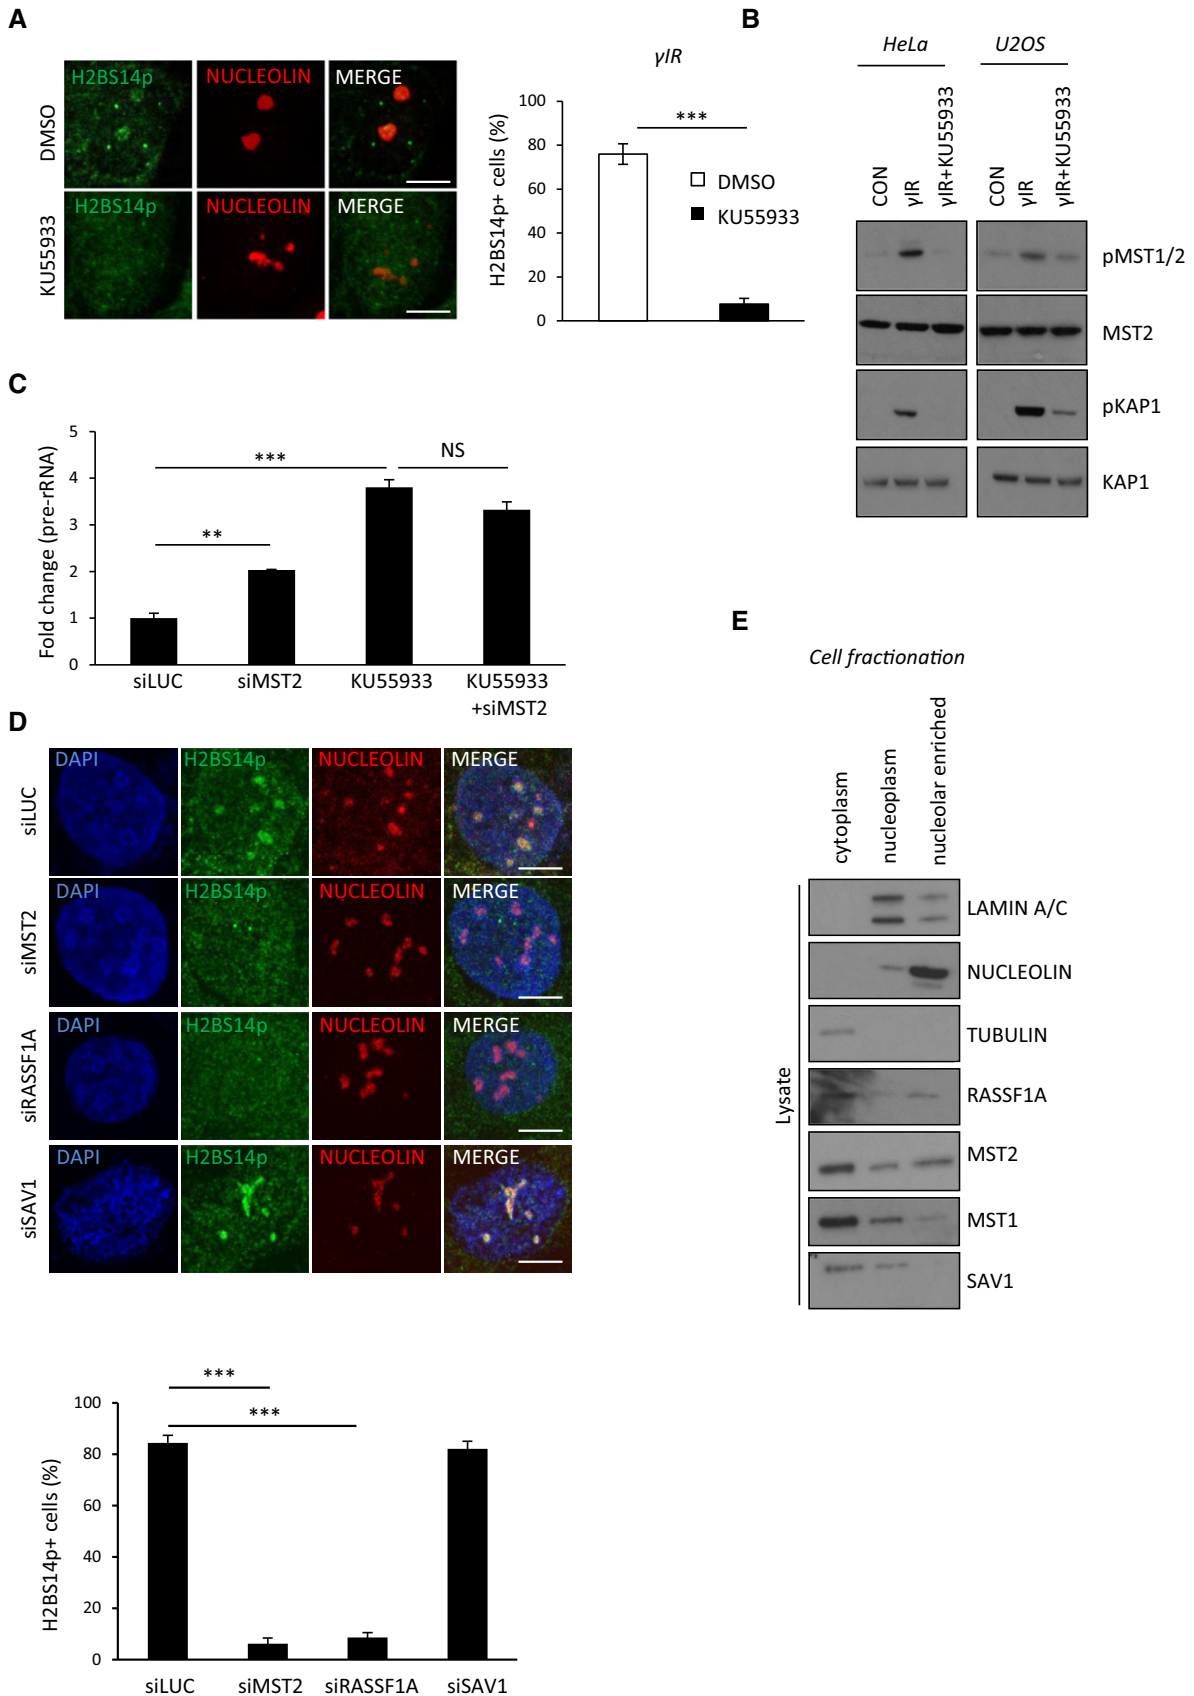 A
H2BS14p NUCLEOLIN MERGE
DMSO
H2BS14p NUCLEOLIN MERGE
KU55933
γIR
H2BS14p+ cells (%)
100
80
60
40
20
0
***
DMSO
KU55933
B
HeLa U2OS
CON γIR γIR+KU55933 CON γIR γIR+KU55933
pMST1/2
MST2
pKAP1
KAP1
C
Fold change (pre-rRNA)
5
4
3
2
1
0
*** NS
**
siLUC siMST2 KU55933 KU55933
+siMST2
D
DAPI H2BS14p NUCLEOLIN MERGE
siLUC
DAPI H2BS14p NUCLEOLIN MERGE
siMST2
DAPI H2BS14p NUCLEOLIN MERGE
siRASSF1A
DAPI H2BS14p NUCLEOLIN MERGE
siSAV1
H2BS14p+ cells (%)
100
80
60
40
20
0
***
***
siLUC siMST2 siRASSF1A siSAV1
E
Cell fractionation
cytoplasm nucleoplasm nucleolar enriched
Lysate
LAMIN A/C
NUCLEOLIN
TUBULIN
RASSF1A
MST2
MST1
SAV1